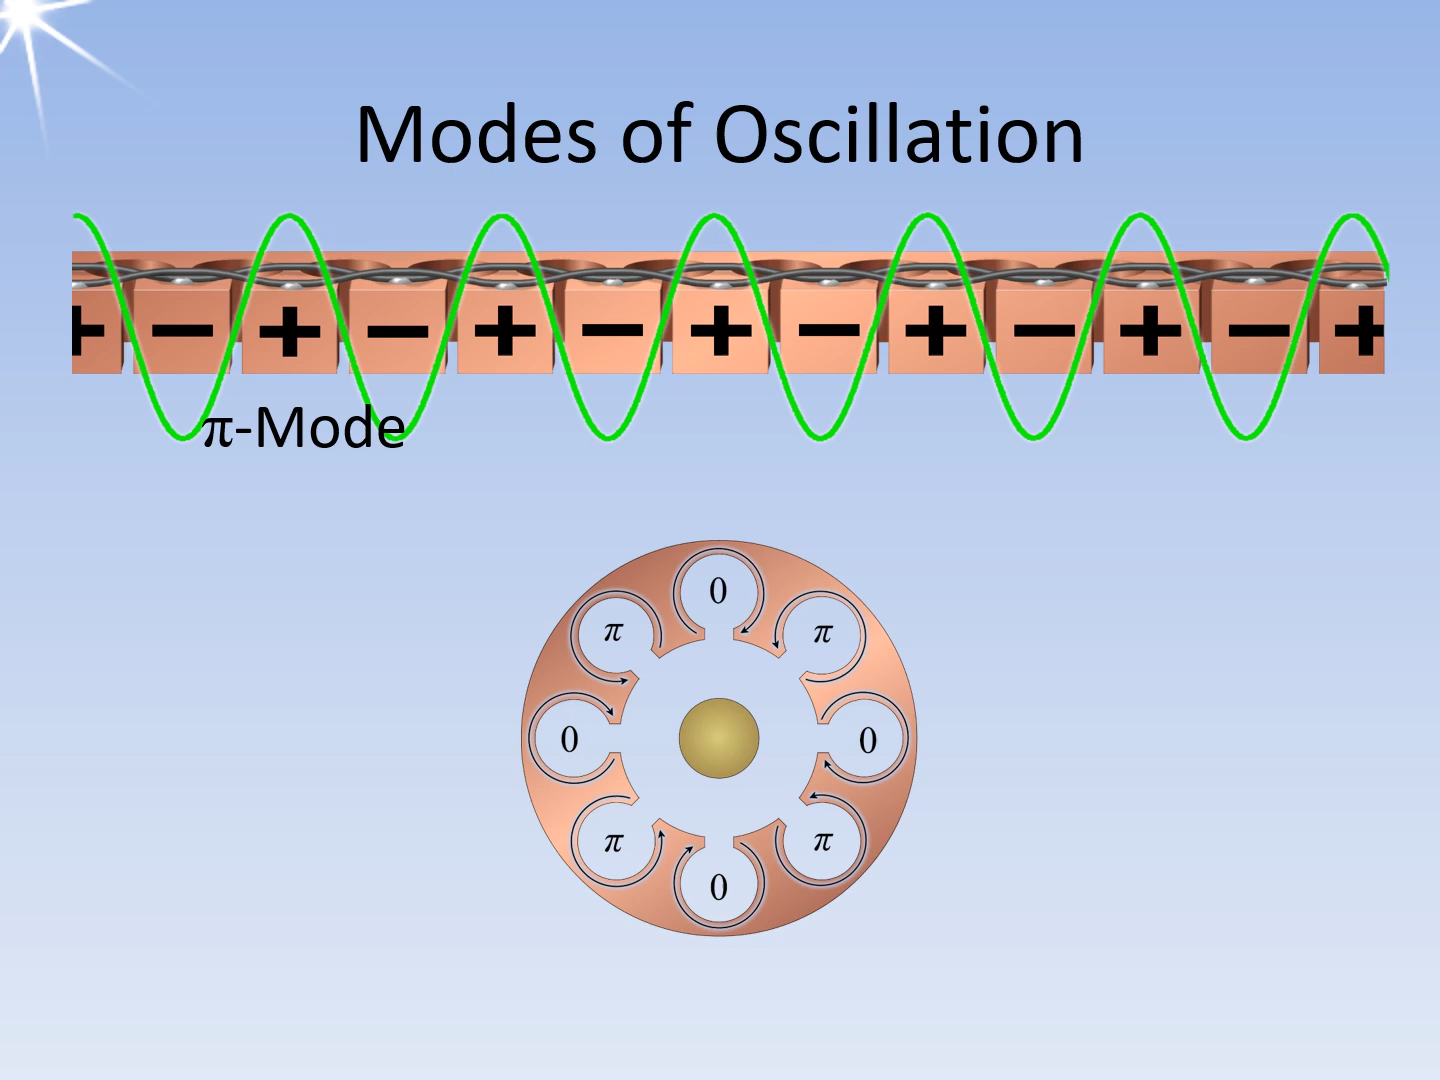 Modes of Oscillation
+ − + − + − + − + − + − +
π-Mode
0
π π
0 0
π π
0